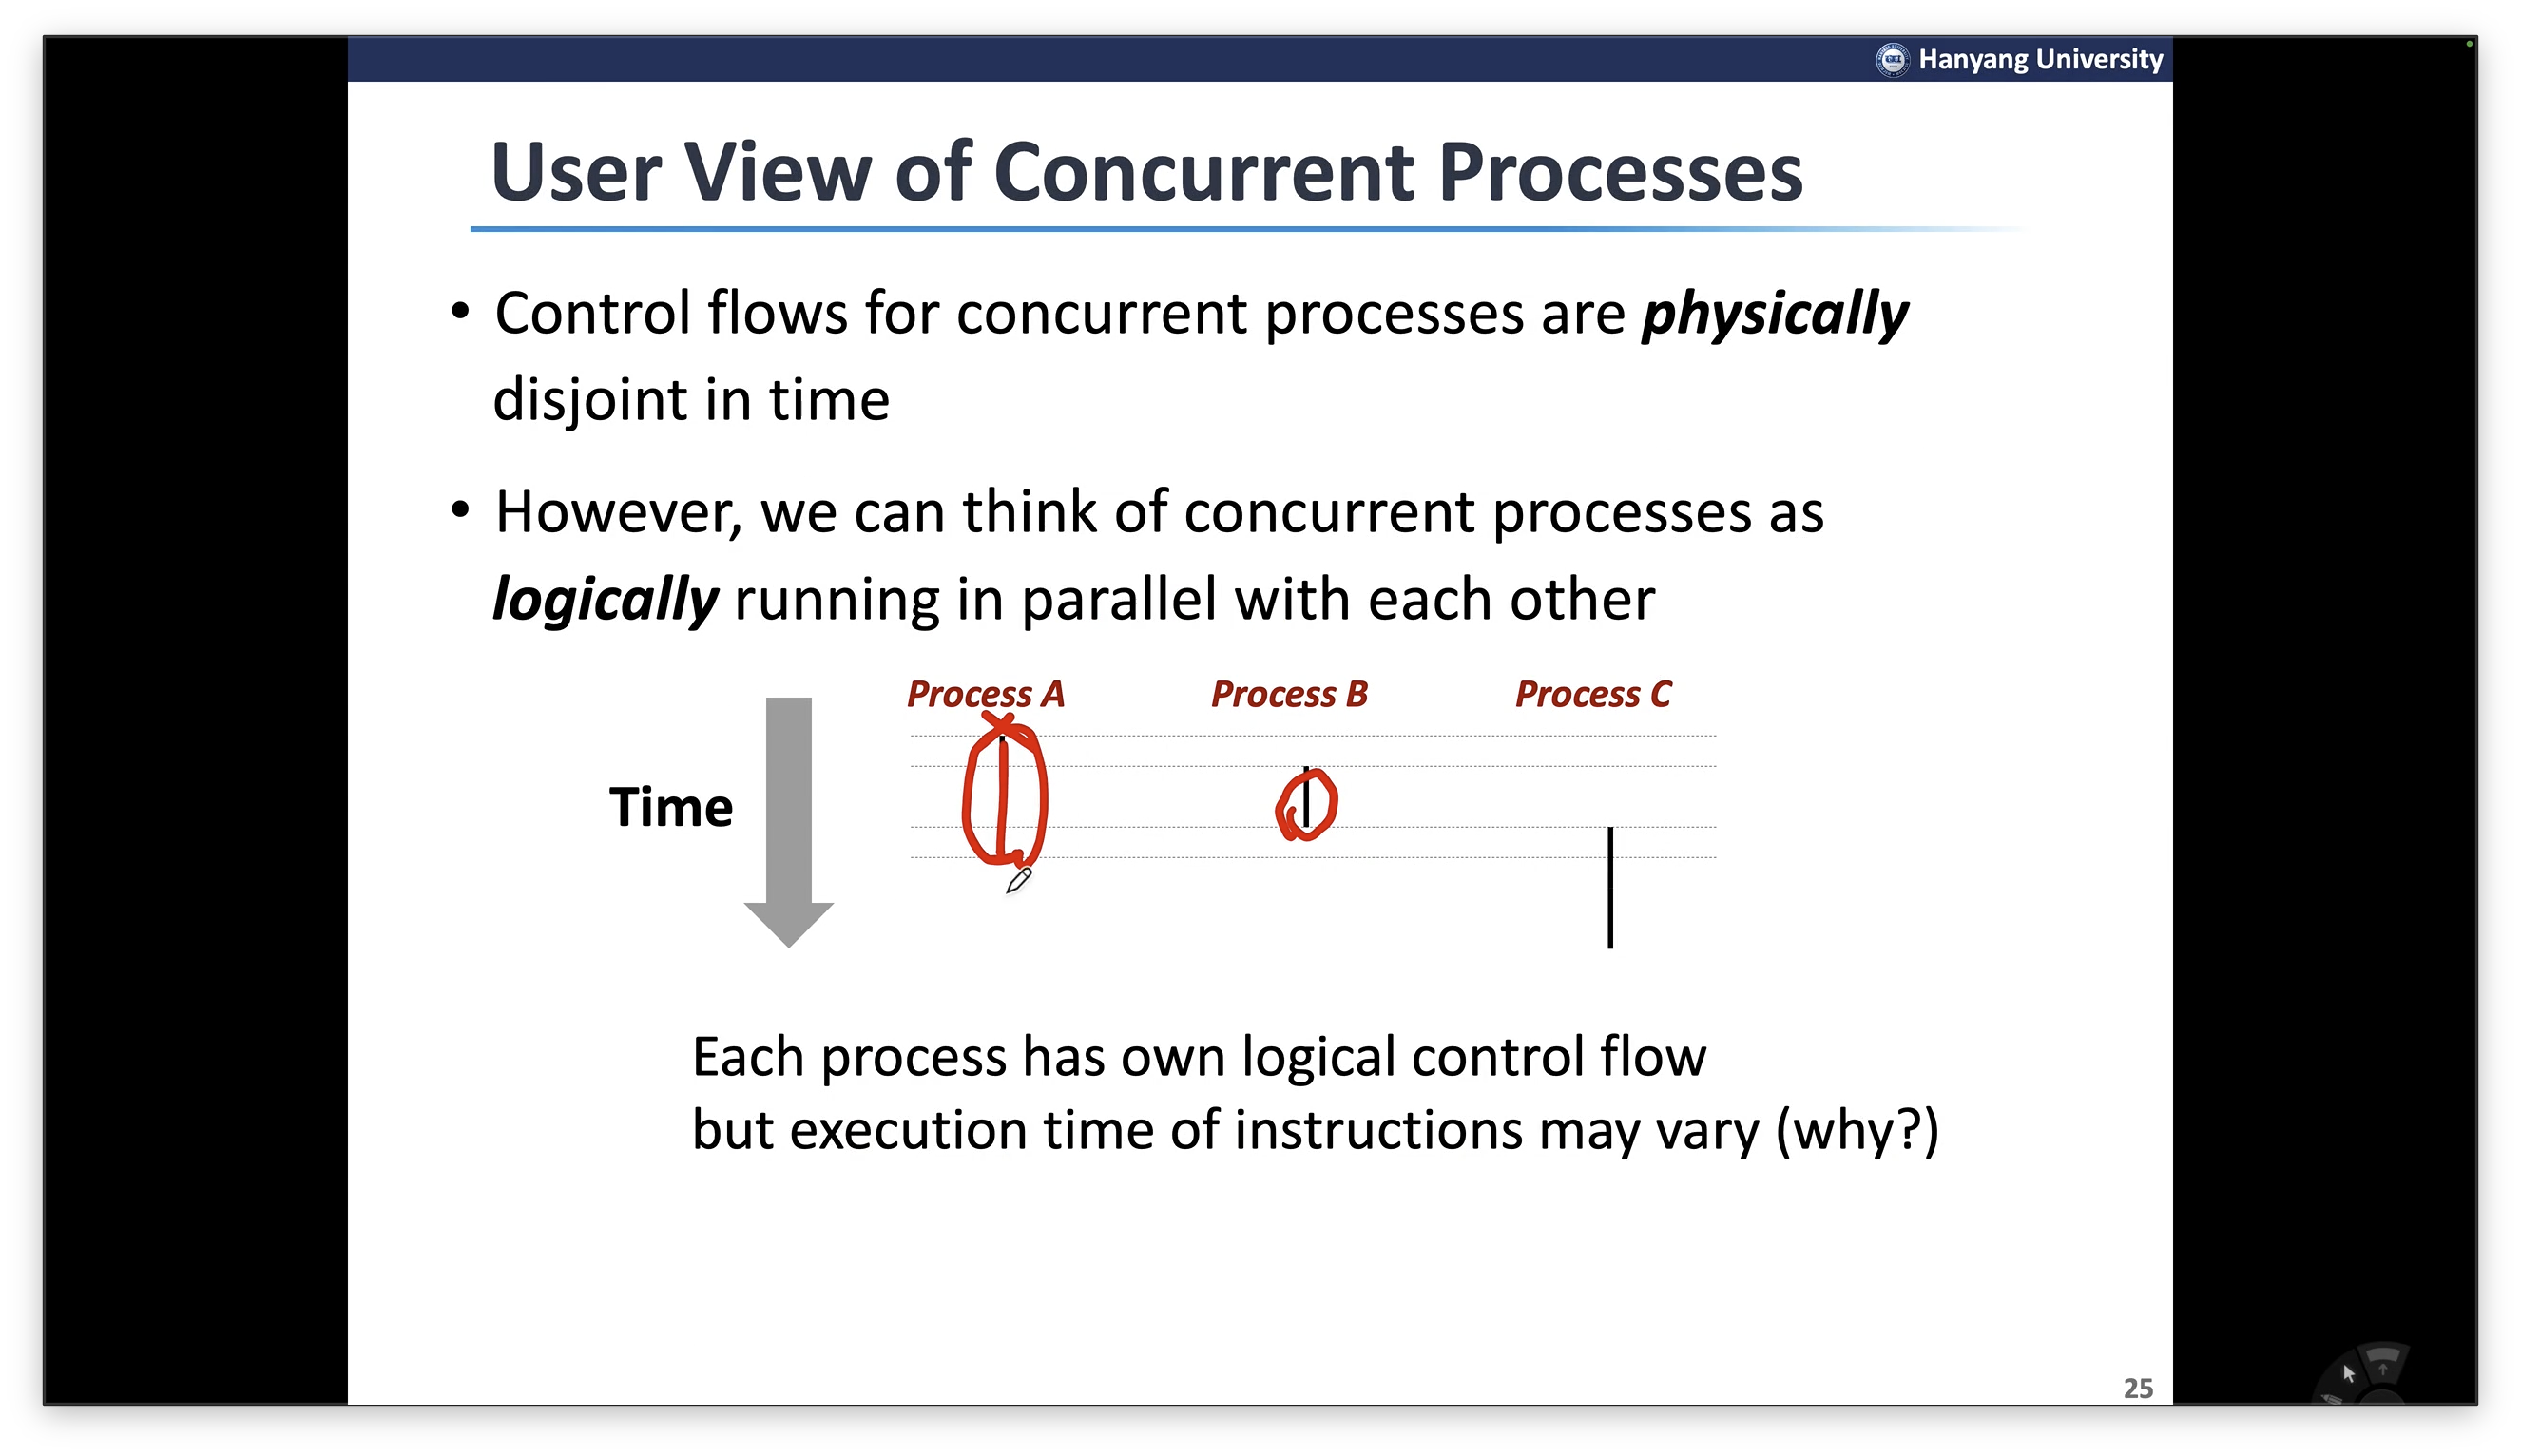 Hanyang University
User View of Concurrent Processes
• Control flows for concurrent processes are physically
disjoint in time
• However, we can think of concurrent processes as
logically running in parallel with each other
Process A Process B Process C
Time
Each process has own logical control flow
but execution time of instructions may vary (why?)
25